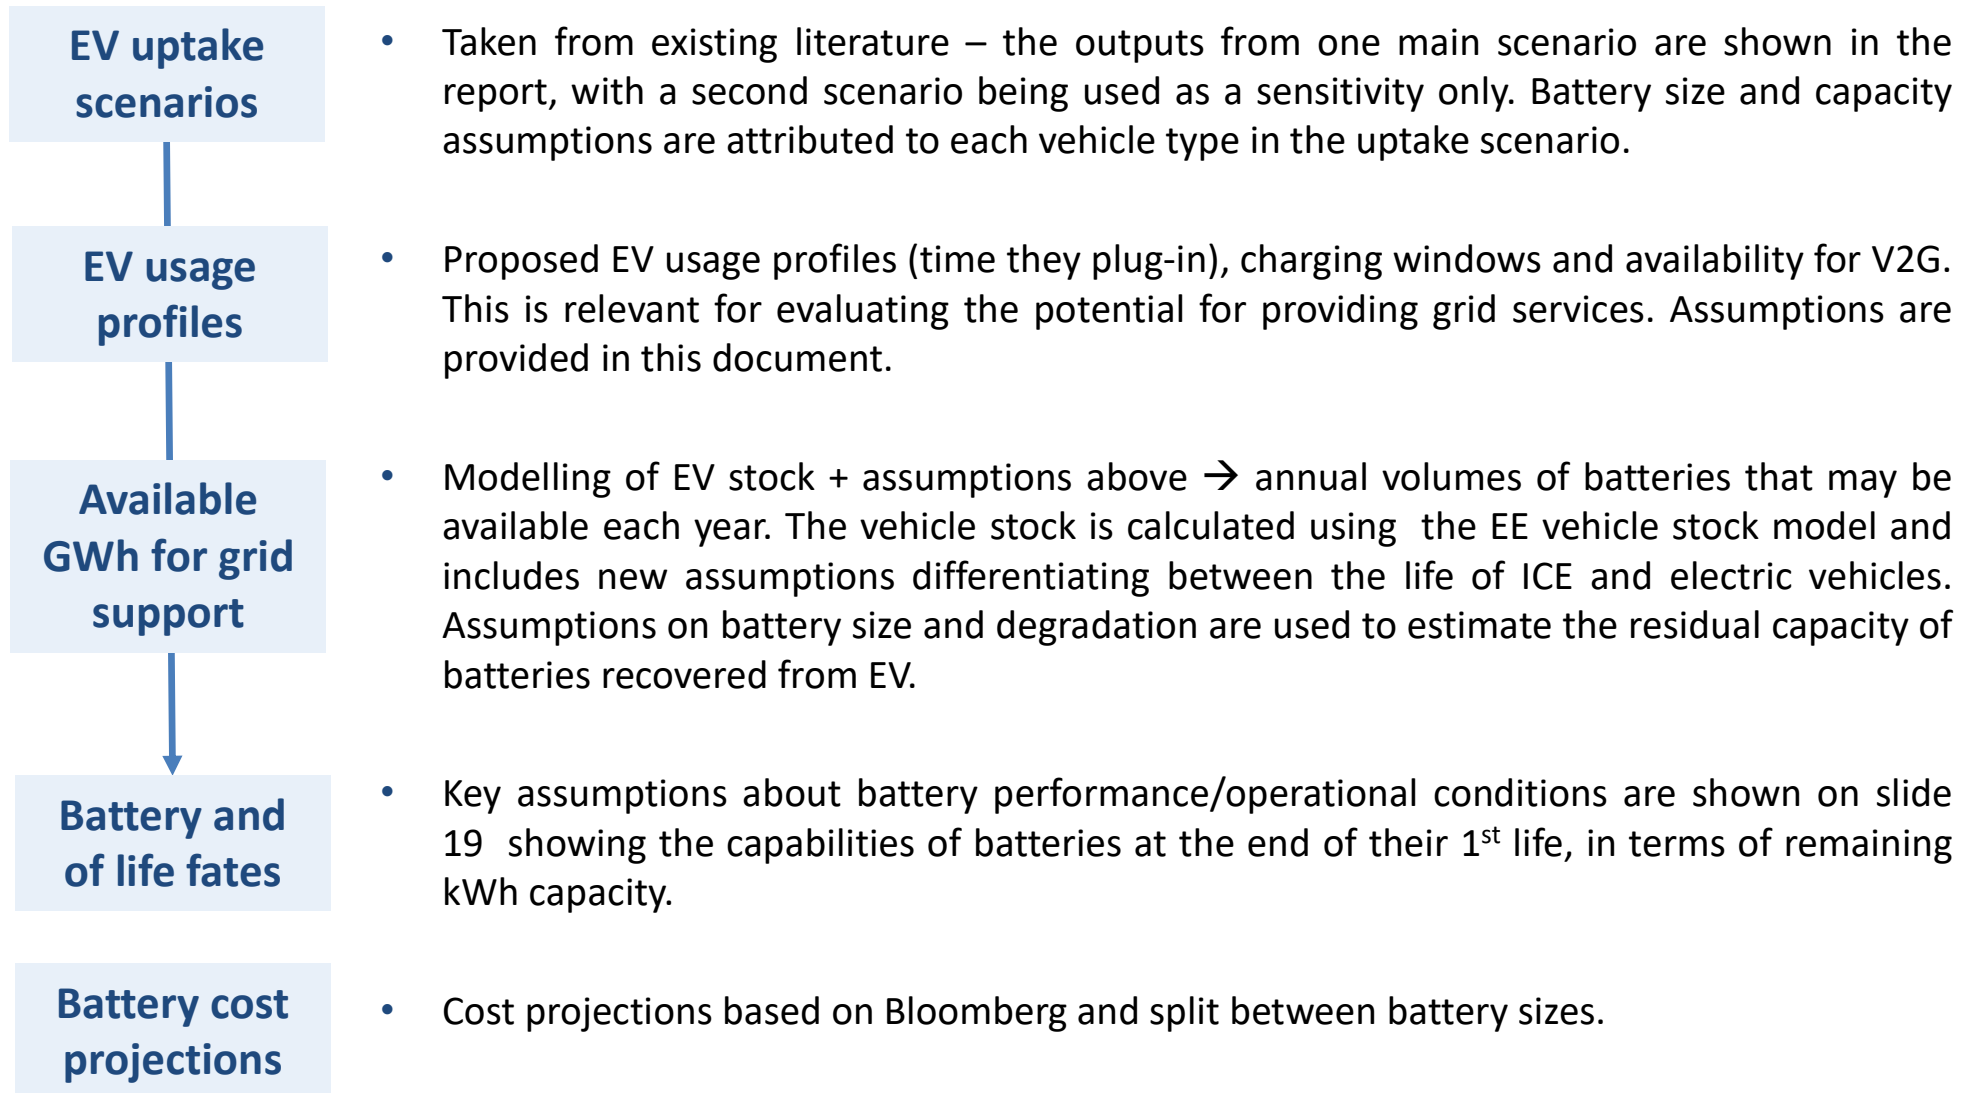 EV uptake
scenarios
• Taken from existing literature – the outputs from one main scenario are shown in the
report, with a second scenario being used as a sensitivity only. Battery size and capacity
assumptions are attributed to each vehicle type in the uptake scenario.
EV usage
profiles
• Proposed EV usage profiles (time they plug-in), charging windows and availability for V2G.
This is relevant for evaluating the potential for providing grid services. Assumptions are
provided in this document.
Available
GWh for grid
support
• Modelling of EV stock + assumptions above → annual volumes of batteries that may be
available each year. The vehicle stock is calculated using the EE vehicle stock model and
includes new assumptions differentiating between the life of ICE and electric vehicles.
Assumptions on battery size and degradation are used to estimate the residual capacity of
batteries recovered from EV.
Battery and
of life fates
• Key assumptions about battery performance/operational conditions are shown on slide
19 showing the capabilities of batteries at the end of their 1st life, in terms of remaining
kWh capacity.
Battery cost
projections
• Cost projections based on Bloomberg and split between battery sizes.